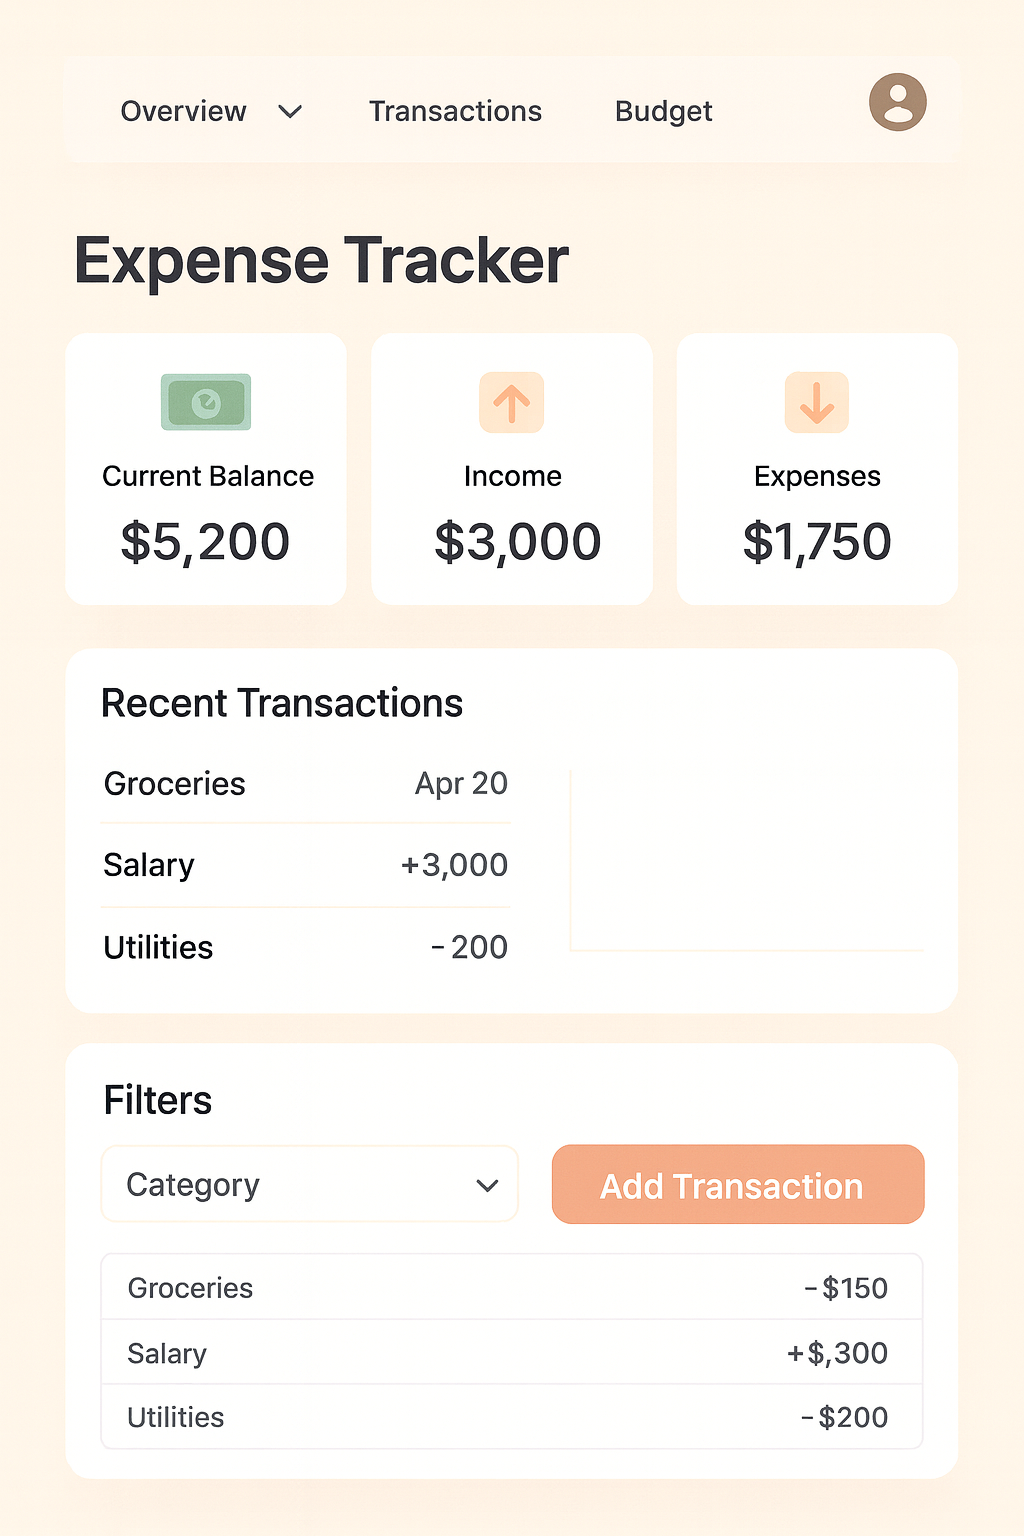 Overview Transactions Budget
Expense Tracker
Current Balance
$5,200
Income
$3,000
Expenses
$1,750
Recent Transactions
Groceries Apr 20
Salary +3,000
Utilities -200
Filters
Category
Add Transaction
Groceries -$150
Salary +$,300
Utilities -$200